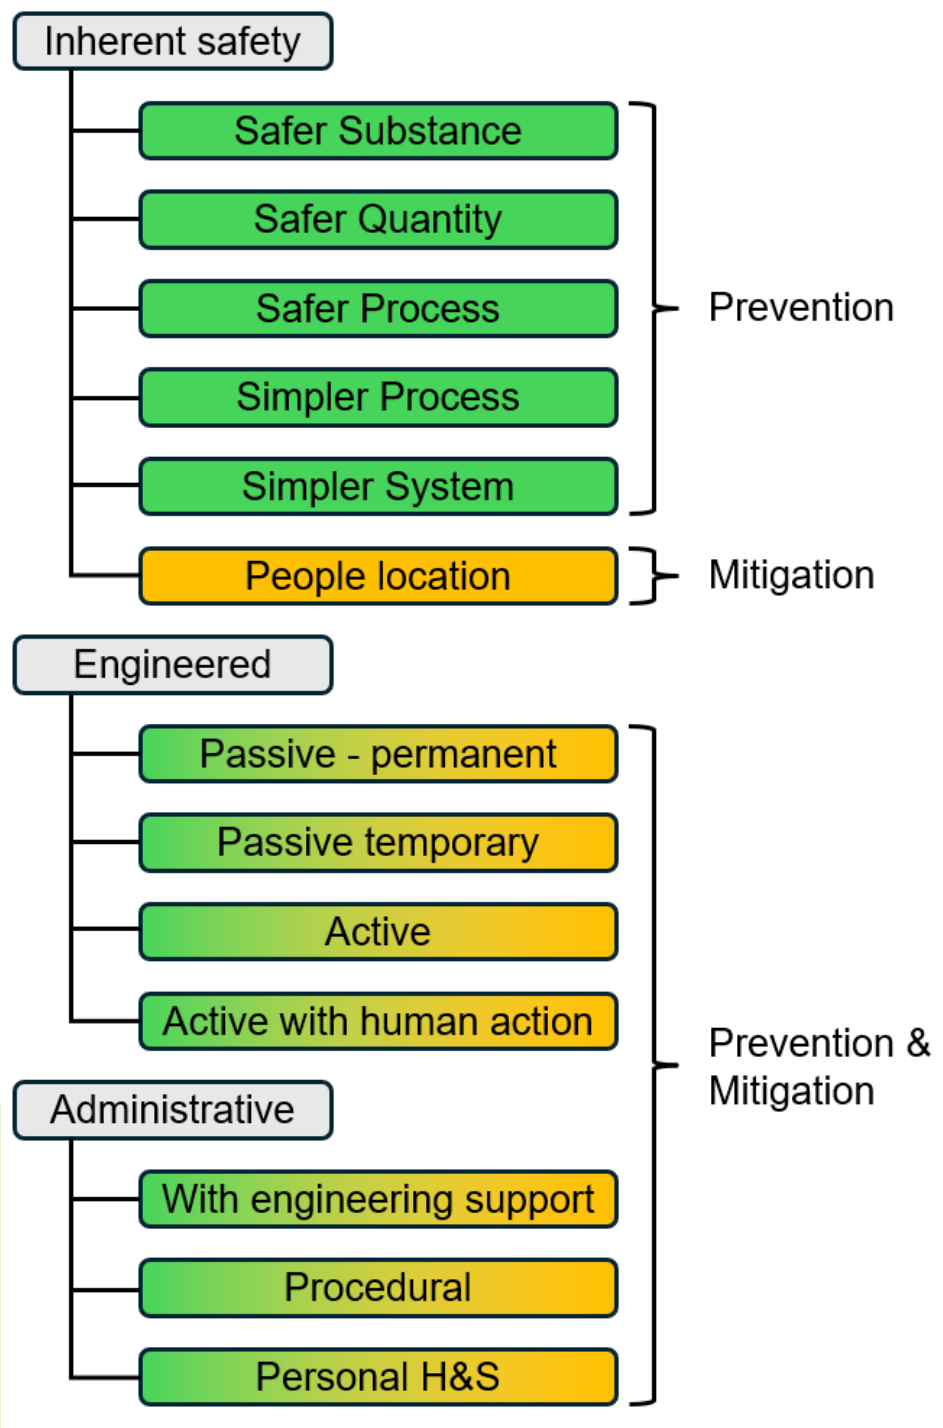 Inherent safety
Safer Substance
Safer Quantity
Safer Process
Simpler Process
Simpler System
Prevention
People location
Mitigation
Engineered
Passive - permanent
Passive temporary
Active
Active with human action
Prevention &
Mitigation
Administrative
With engineering support
Procedural
Personal H&S